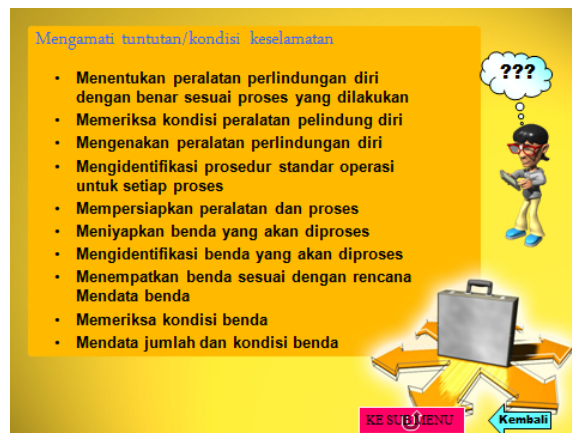 Mengamati tuntutan/kondisi keselamatan
• Menentukan peralatan perlindungan diri
dengan benar sesuai proses yang dilakukan
• Memeriksa kondisi peralatan pelindung diri
• Mengenakan peralatan perlindungan diri
• Mengidentifikasi prosedur standar operasi
untuk setiap proses
• Mempersiapkan peralatan dan proses
• Meniyapkan benda yang akan diproses
• Mengidentifikasi benda yang akan diproses
• Menempatkan benda sesuai dengan rencana
Mendata benda
• Memeriksa kondisi benda
• Mendata jumlah dan kondisi benda
???
KE SUB MENU
Kembali